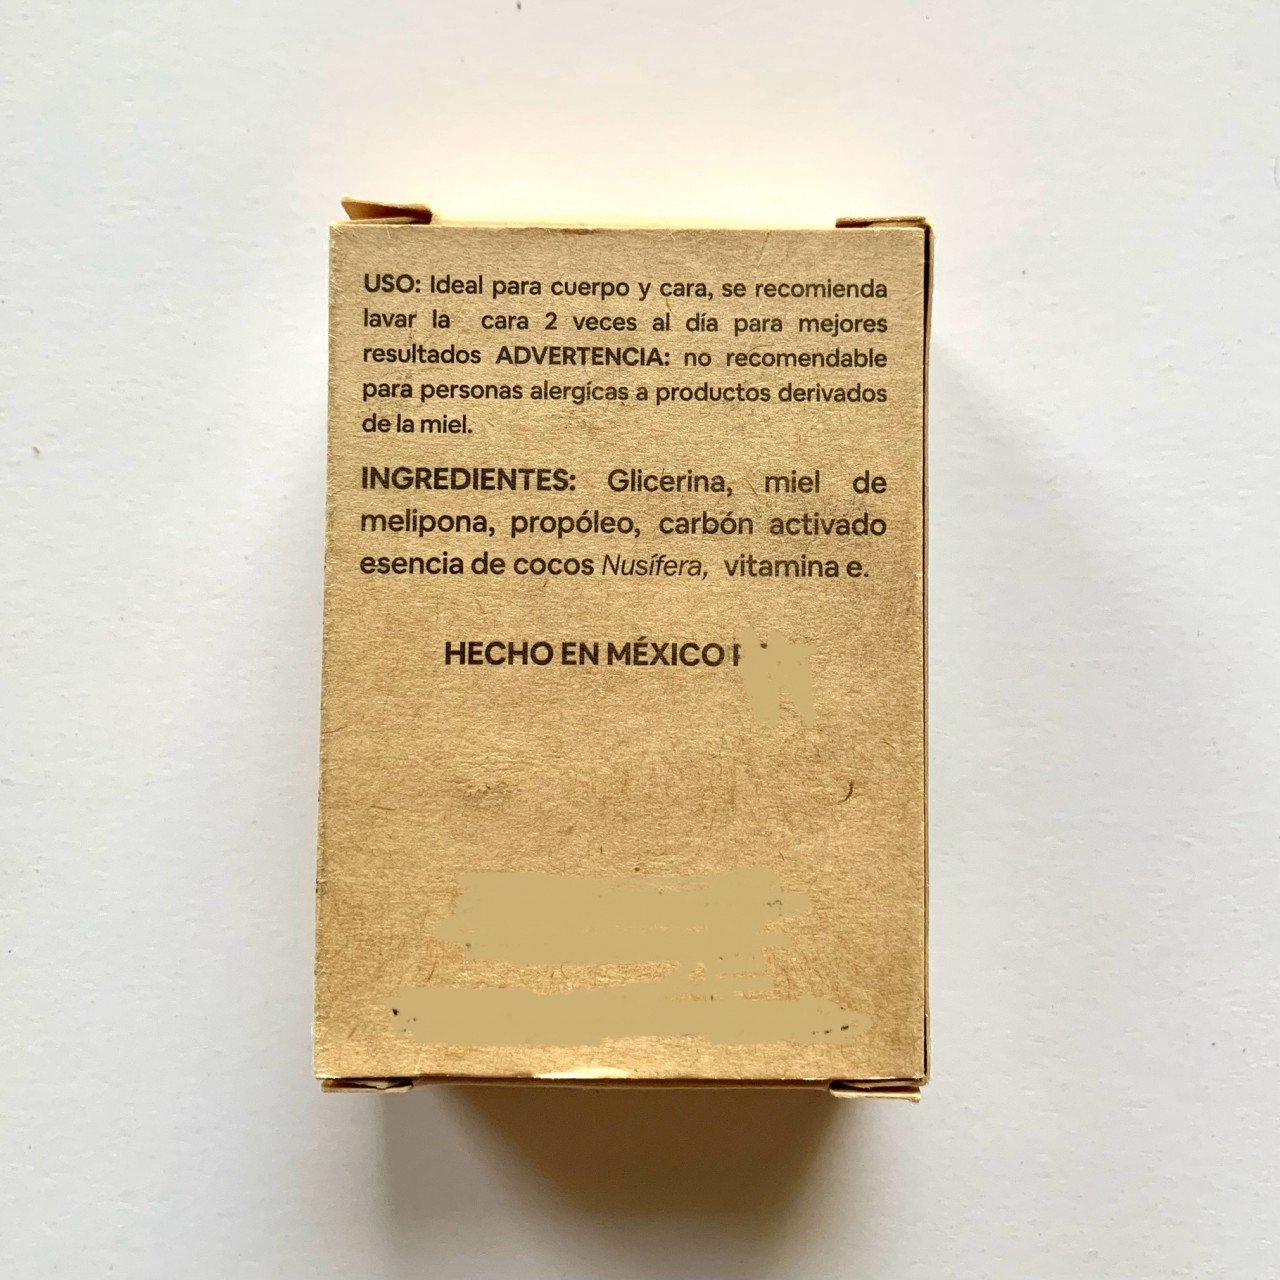 USO: Ideal para cuerpo y cara, se recomienda
lavar la cara 2 veces al día para mejores
resultados ADVERTENCIA: no recomendable
para personas alergícas a productos derivados
de la miel.
INGREDIENTES: Glicerina, miel de
melipona, propóleo, carbón activado
esencia de cocos Nusífera, vitamina e.
HECHO EN MÉXICO